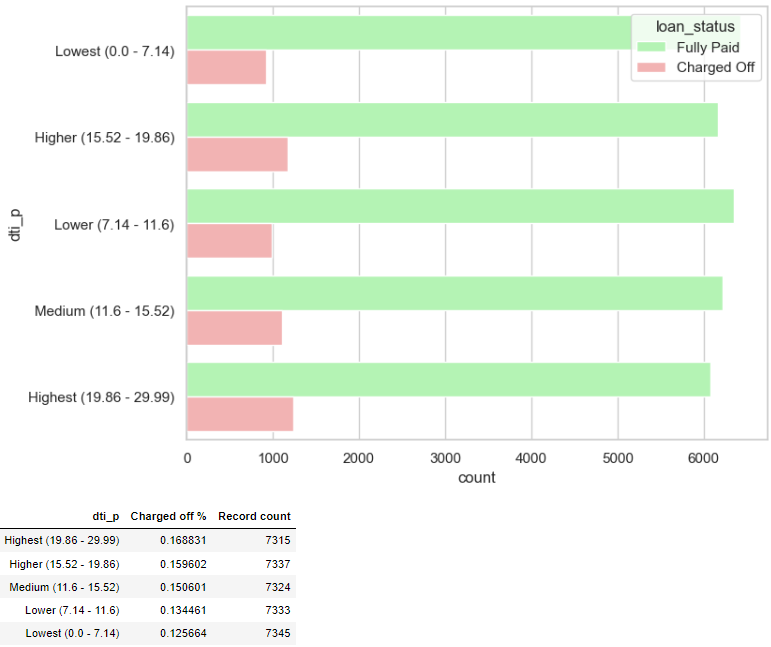 loan_status
Fully Paid
Charged Off
Lowest (0.0 - 7.14)
Higher (15.52 - 19.86)
Lower (7.14 - 11.6)
Medium (11.6 - 15.52)
Highest (19.86 - 29.99)
dti_p
0 1000 2000 3000 4000 5000 6000
count
dti_p Charged off % Record count
Highest (19.86 - 29.99) 0.168831 7315
Higher (15.52 - 19.86) 0.159602 7337
Medium (11.6 - 15.52) 0.150601 7324
Lower (7.14 - 11.6) 0.134461 7333
Lowest (0.0 - 7.14) 0.125664 7345